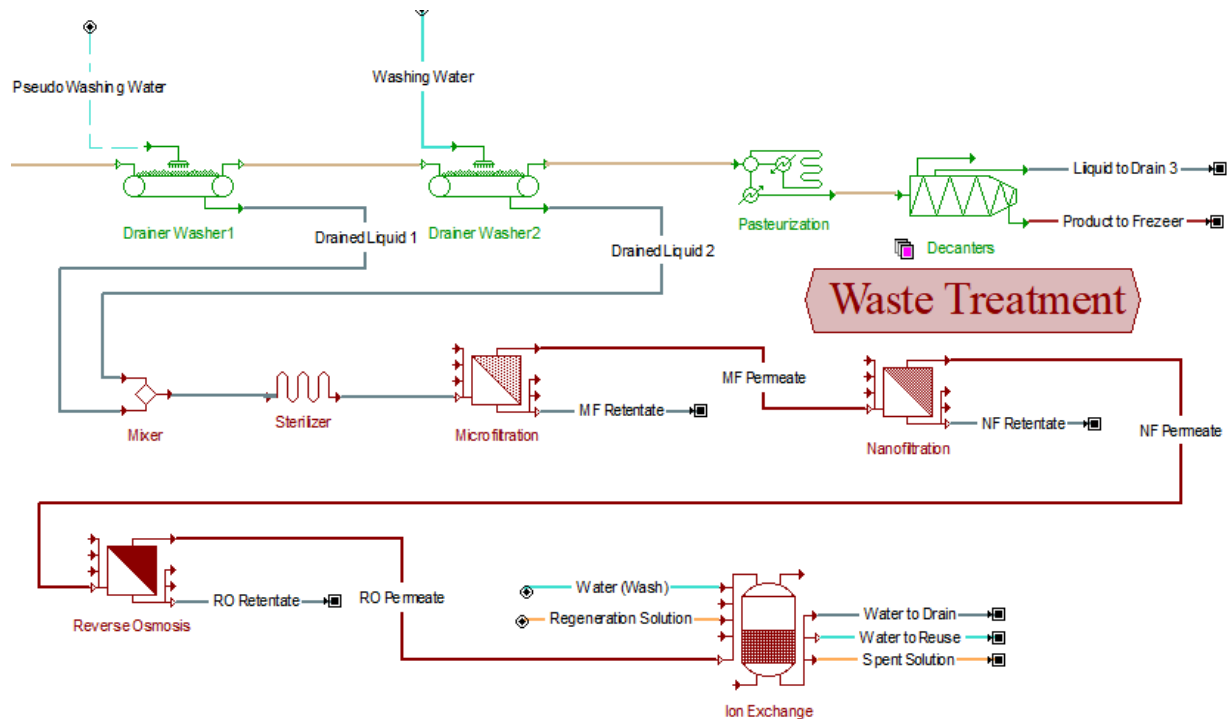 Pseudo Washing Water
Washing Water
Drainer Washer1
Drained Liquid 1
Drainer Washer2
Drained Liquid 2
Pasteurization
Decanters
Liquid to Drain 3
Product to Frezeer
Waste Treatment
Mixer
Sterilizer
Microfiltration
MF Retentate
MF Permeate
Nanofiltration
NF Retentate
NF Permeate
Reverse Osmosis
RO Retentate
RO Permeate
Water (Wash)
Regeneration Solution
Ion Exchange
Water to Drain
Water to Reuse
Spent Solution